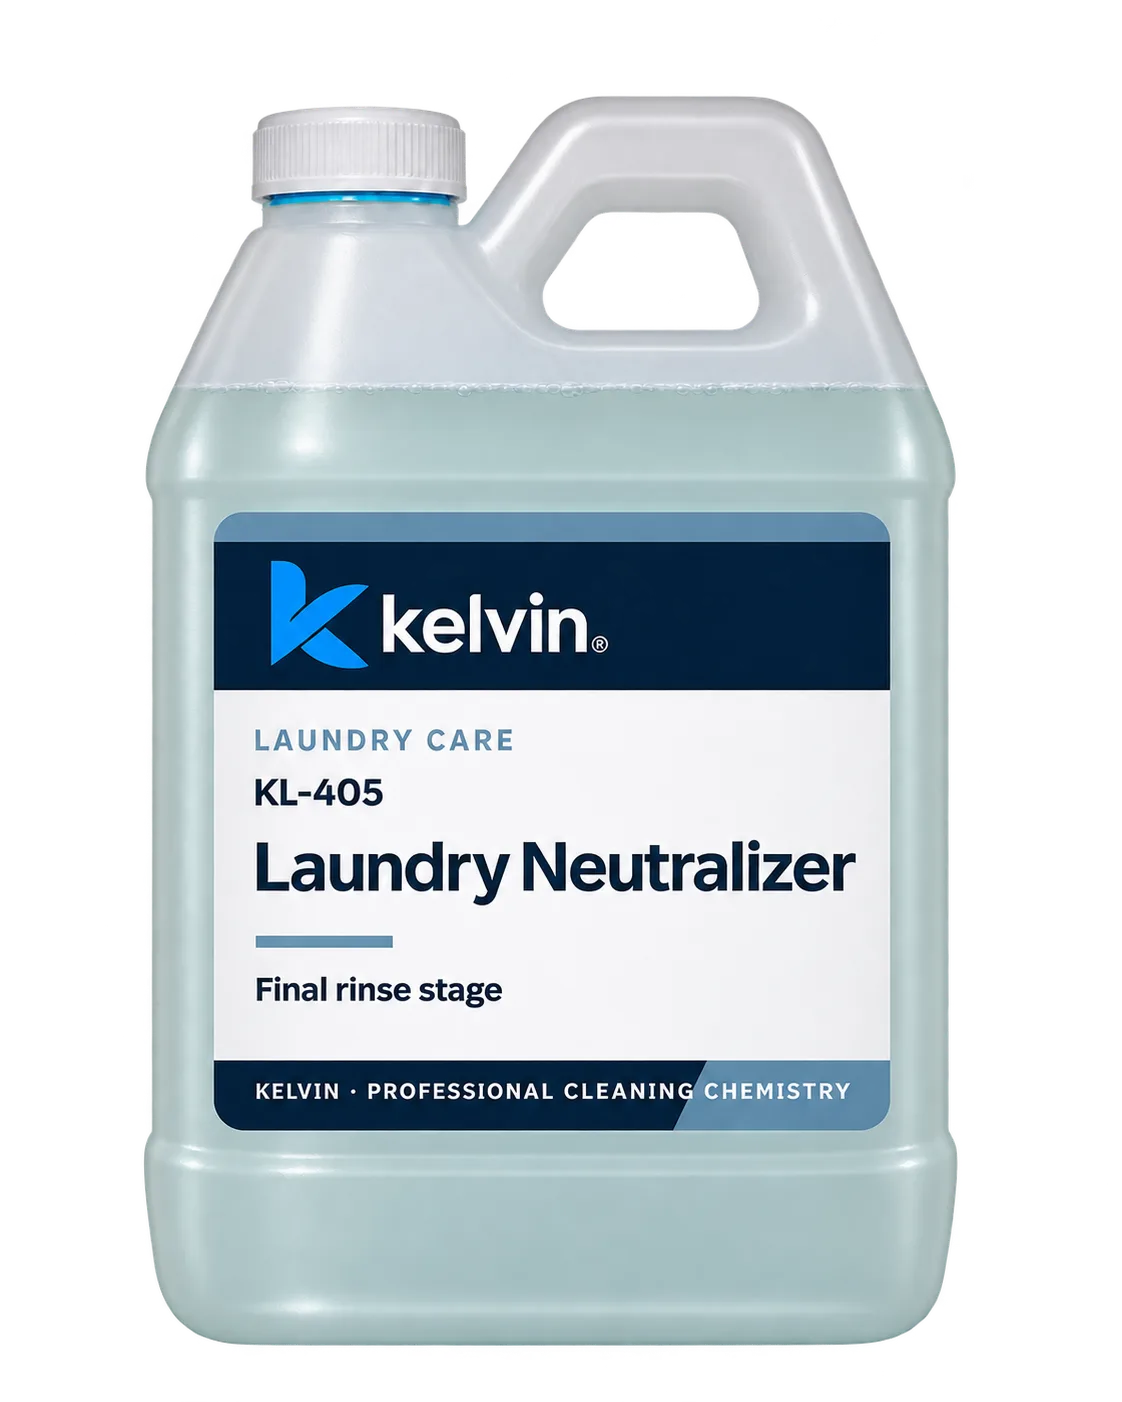 kelvin®
LAUNDRY CARE
KL-405
Laundry Neutralizer
Final rinse stage
KELVIN · PROFESSIONAL CLEANING CHEMISTRY